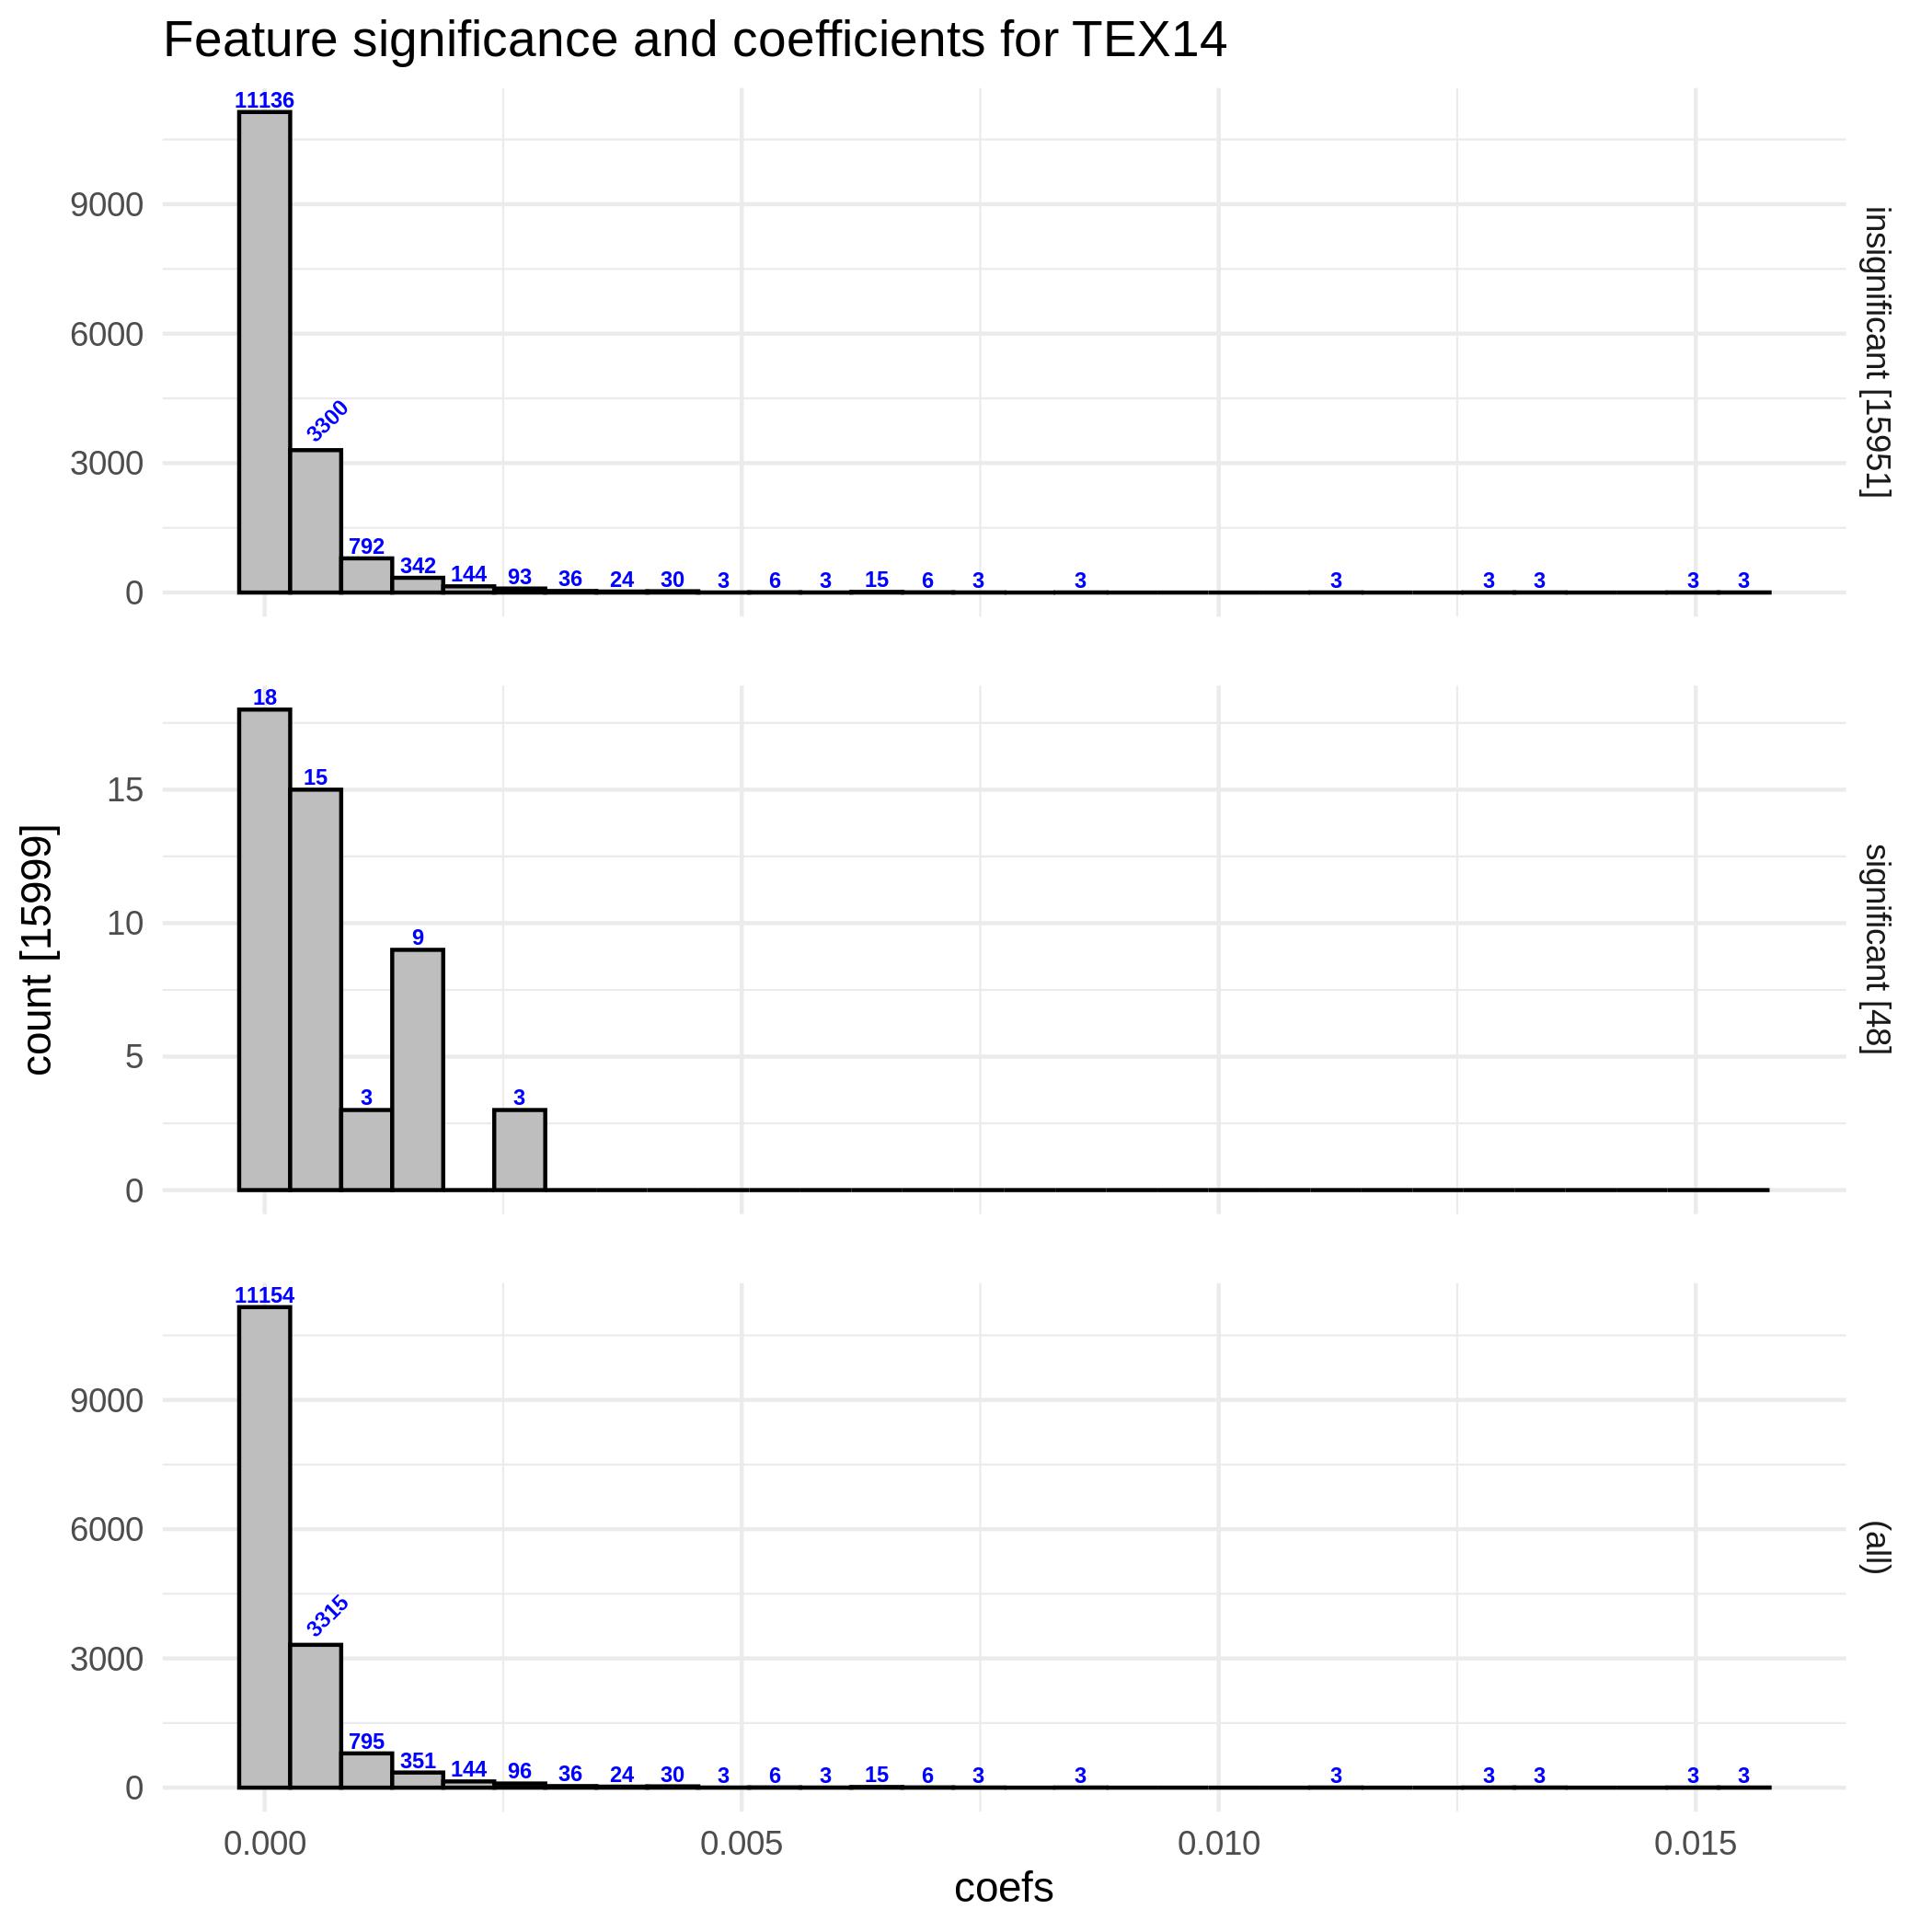 Feature significance and coefficients for TEX14
11136
9000
6000
3000
0
3300
792 342 144 93 36 24 30 3 6 3 15 6 3 3 3 3 3 3 3
insignificant [15951]
count [15999]
18
15
10
5
0
15
3
9
3
significant [48]
11154
9000
6000
3000
0
3315
795 351 144 96 36 24 30 3 6 3 15 6 3 3 3 3 3 3 3
(all)
0.000 0.005 0.010 0.015
coefs